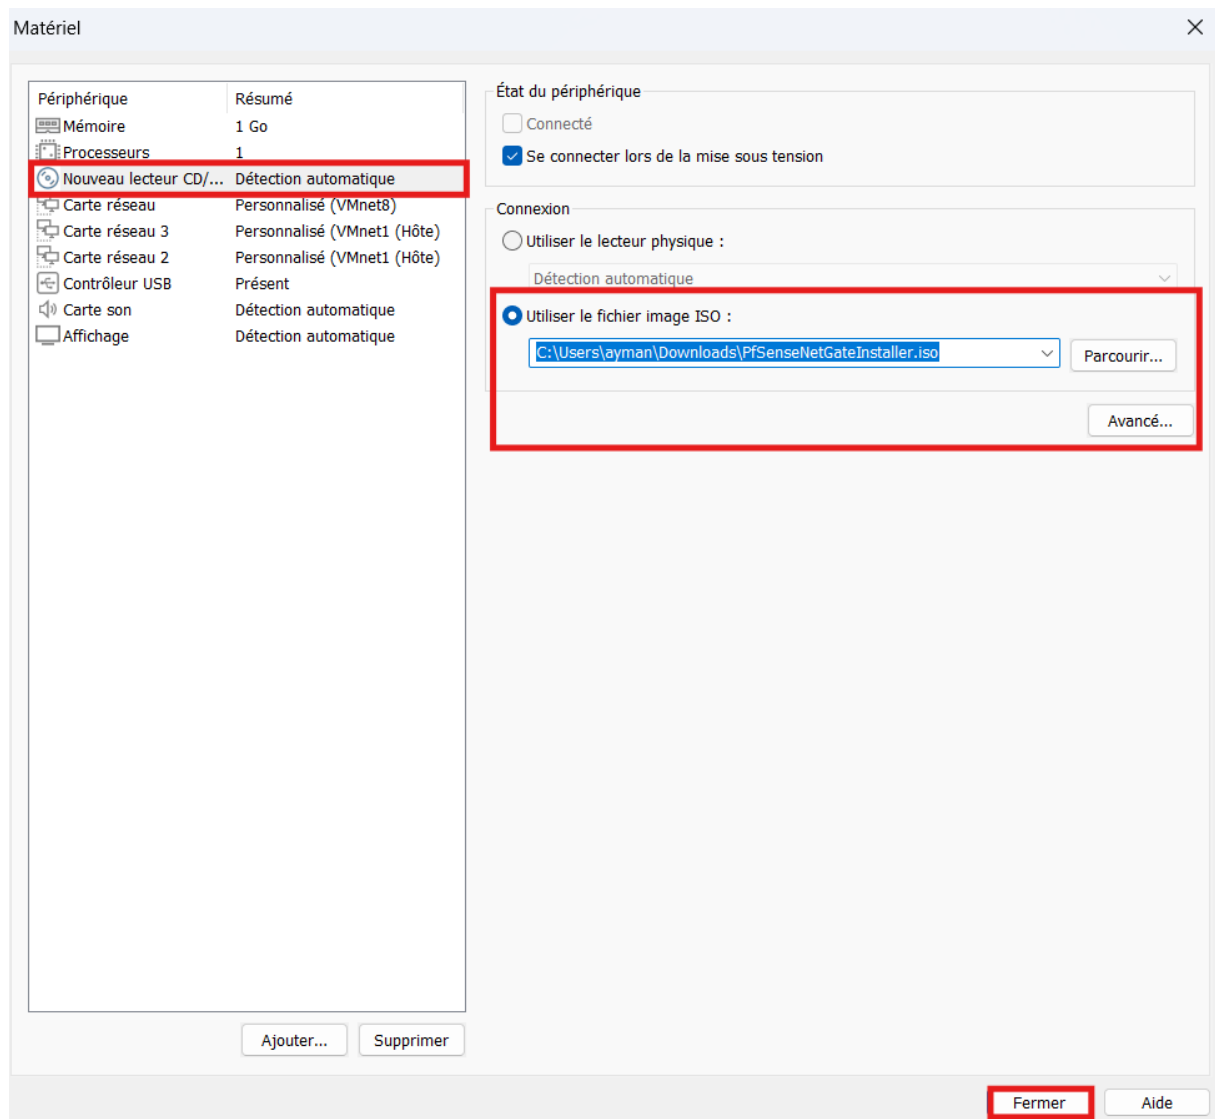 Matériel
Périphérique Résumé
Mémoire 1 Go
Processeurs 1
Nouveau lecteur CD/... Détection automatique
Carte réseau Personnalisé (VMnet8)
Carte réseau 3 Personnalisé (VMnet1 (Hôte)
Carte réseau 2 Personnalisé (VMnet1 (Hôte)
Contrôleur USB Présent
Carte son Détection automatique
Affichage Détection automatique
Ajouter... Supprimer
État du périphérique
Connecté
Se connecter lors de la mise sous tension
Connexion
Utiliser le lecteur physique :
Détection automatique
Utiliser le fichier image ISO :
C:\Users\ayman\Downloads\PfSenseNetGateInstaller.iso
Parcourir...
Avancé...
Fermer Aide